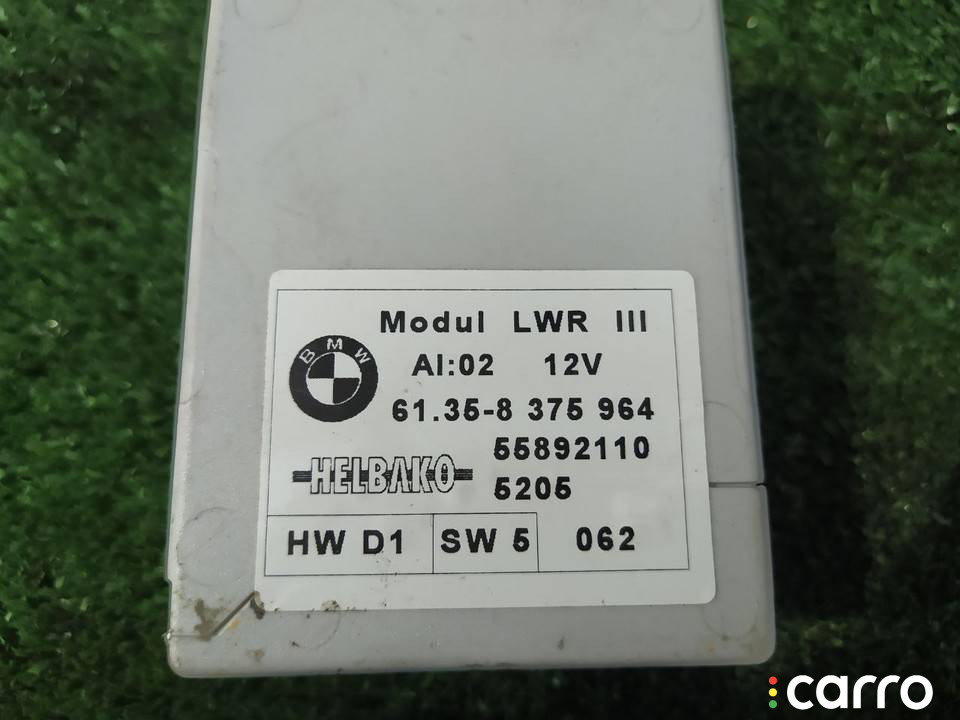 Modul LWR III
BMW
AI:02 12V
61.35-8 375 964
55892110
HELBAKO
5205
HW D1 SW 5 062
carro